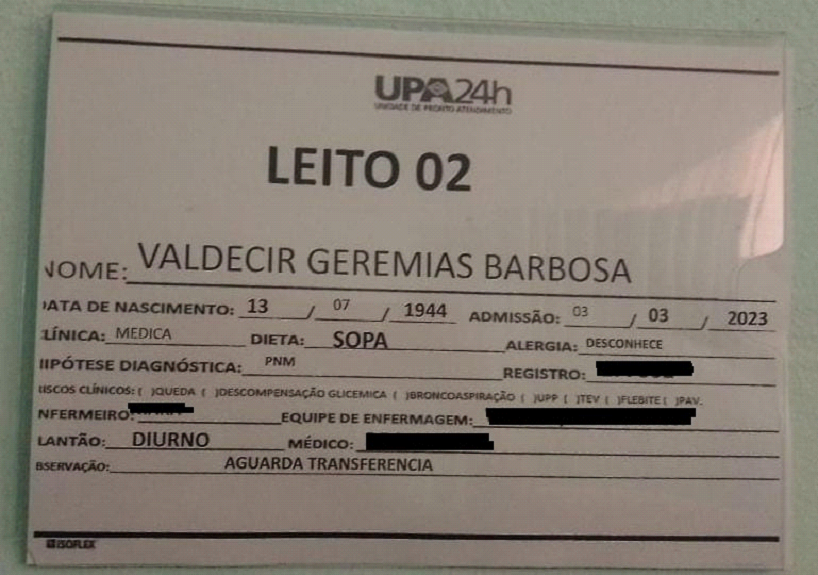 UPA24h
UNIDADE DE PRONTO ATENDIMENTO
LEITO 02
NOME: VALDECIR GEREMIAS BARBOSA
DATA DE NASCIMENTO: 13 / 07 / 1944 ADMISSÃO: 03 / 03 / 2023
CLÍNICA: MEDICA DIETA: SOPA ALERGIA: DESCONHECE
HIPÓTESE DIAGNÓSTICA: PNM REGISTRO:
RISCOS CLÍNICOS: ( )QUEDA ( )DESCOMPENSAÇÃO GLICEMICA ( )BRONCOASPIRAÇÃO ( )UPP ( )TEV ( )FLEBITE ( )PAV.
ENFERMEIRO: EQUIPE DE ENFERMAGEM:
PLANTÃO: DIURNO MÉDICO:
OBSERVAÇÃO: AGUARDA TRANSFERENCIA
ISOFLEX